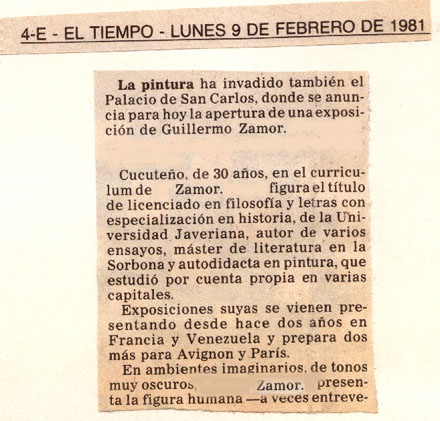 4-E - EL TIEMPO - LUNES 9 DE FEBRERO DE 1981
La pintura ha invadido también el
Palacio de San Carlos, donde se anun-
cia para hoy la apertura de una exposi-
ción de Guillermo Zamor.
Cucuteño, de 30 años, en el curricu-
lum de Zamor. figura el título
de licenciado en filosofía y letras con
especialización en historia, de la Uni-
versidad Javeriana, autor de varios
ensayos, máster de literatura en la
Sorbona y autodidacta en pintura, que
estudió por cuenta propia en varias
capitales.
Exposiciones suyas se vienen pre-
sentando desde hace dos años en
Francia y Venezuela y prepara dos
más para Avignon y París.
En ambientes imaginarios, de tonos
muy oscuros, Zamor. presen-
ta la figura humana —a veces entreve-